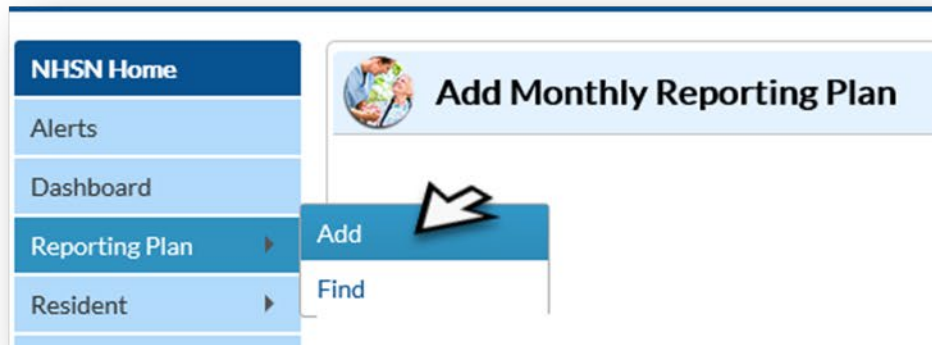 NHSN Home
Alerts
Dashboard
Reporting Plan
Resident
Add Monthly Reporting Plan
Add
Find